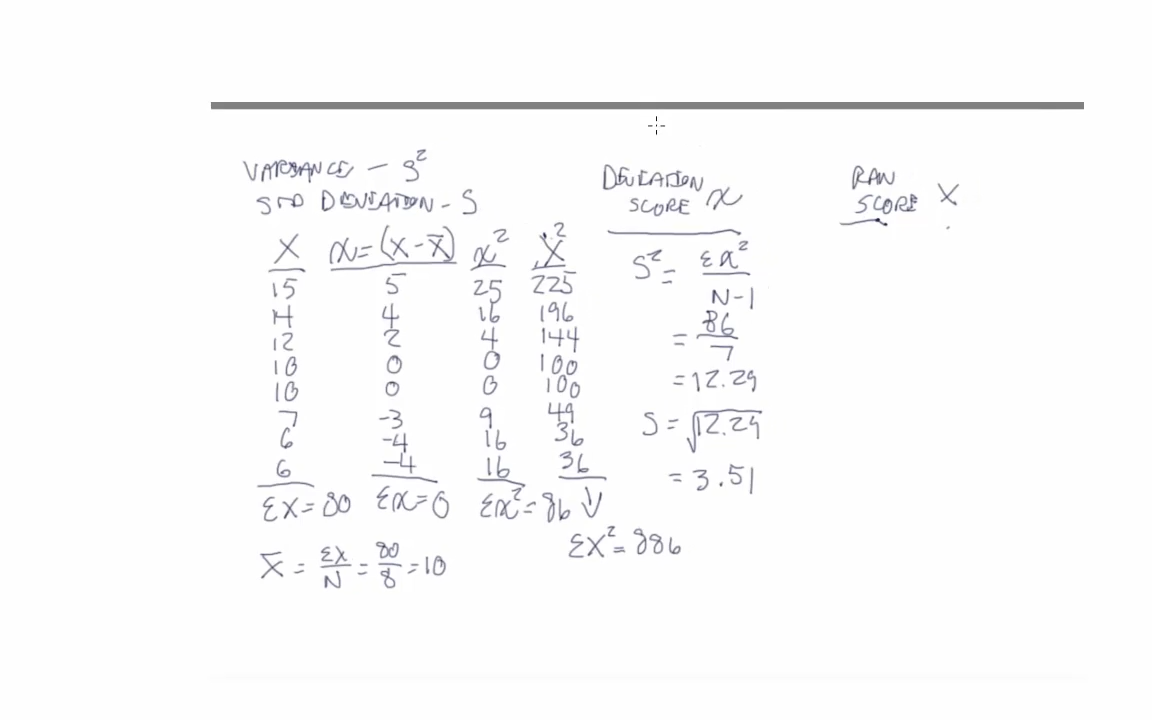 VARIANCE – S²
STD DEVIATION – S
X x=(X-X̄) x² X²
15 5 25 225
14 4 16 196
12 2 4 144
10 0 0 100
10 0 0 100
7 -3 9 49
6 -4 16 36
6 -4 16 36
ΣX=80 Σx=0 Σx²=86 ↓
ΣX²=886
X̄ = ΣX/N = 80/8 = 10
DEVIATION
SCORE x
S² = Σx²
N-1
= 86
7
=12.29
S = √12.29
= 3.51
RAW
SCORE X